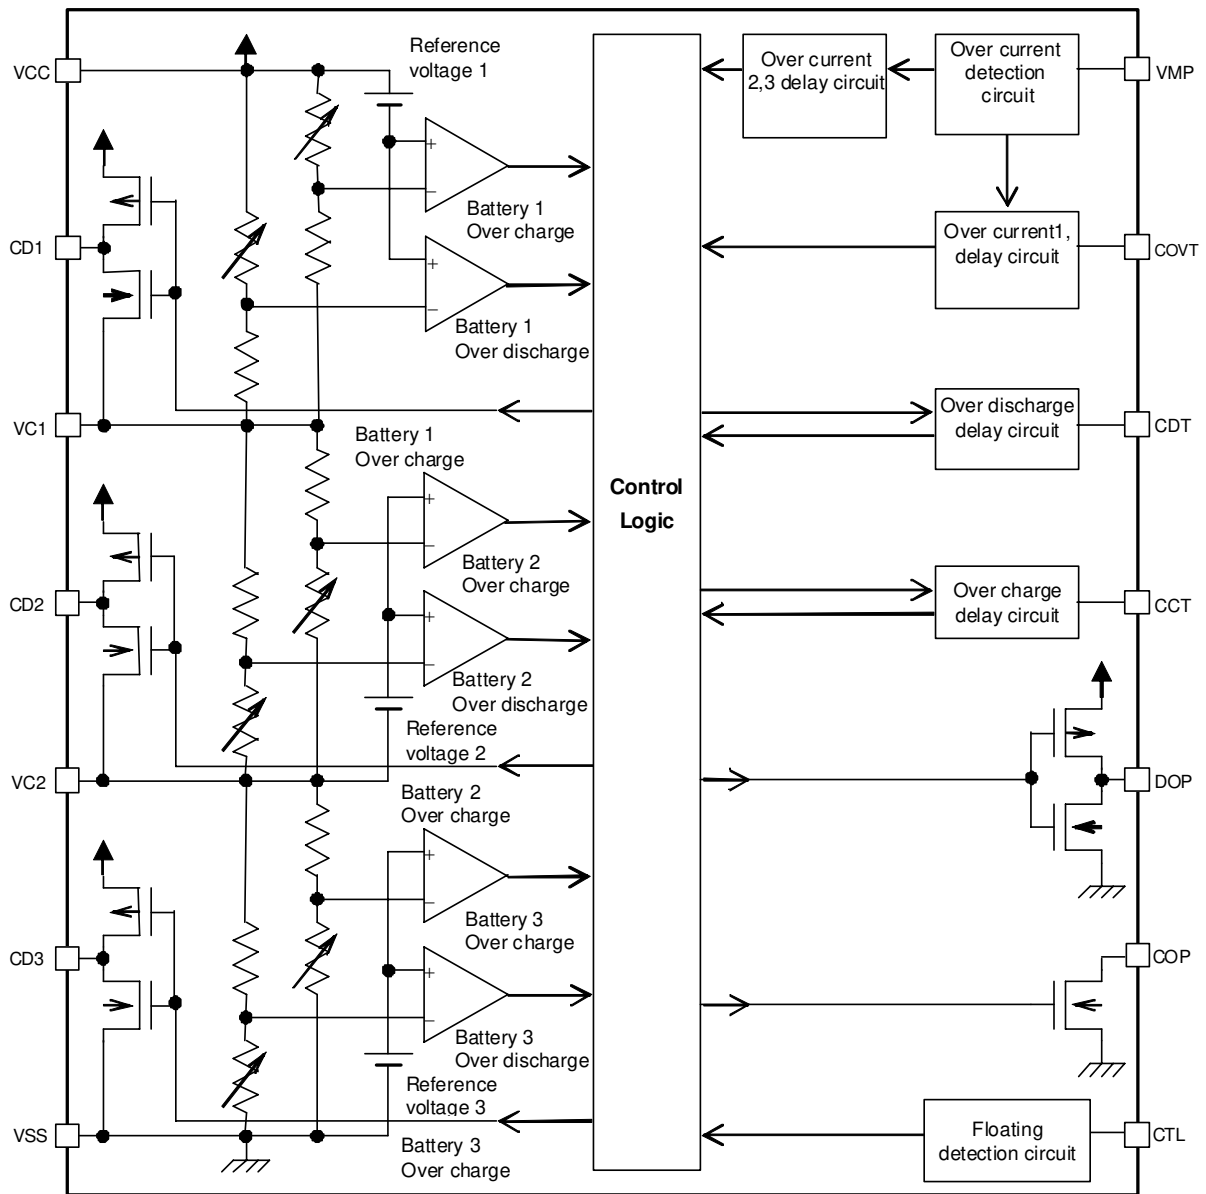 VCC
Reference
voltage 1
+
−
Battery 1
Over charge
CD1
+
−
Battery 1
Over discharge
VC1
Battery 1
Over charge
+
−
Battery 2
Over charge
CD2
+
−
Battery 2
Over discharge
Reference
voltage 2
VC2
Battery 2
Over charge
+
−
Battery 3
Over charge
CD3
+
−
Battery 3
Over discharge
Reference
voltage 3
VSS
Battery 3
Over charge
Control
Logic
Over current
2,3 delay circuit
Over current
detection
circuit
VMP
Over current1,
delay circuit
COVT
Over discharge
delay circuit
CDT
Over charge
delay circuit
CCT
DOP
COP
Floating
detection circuit
CTL